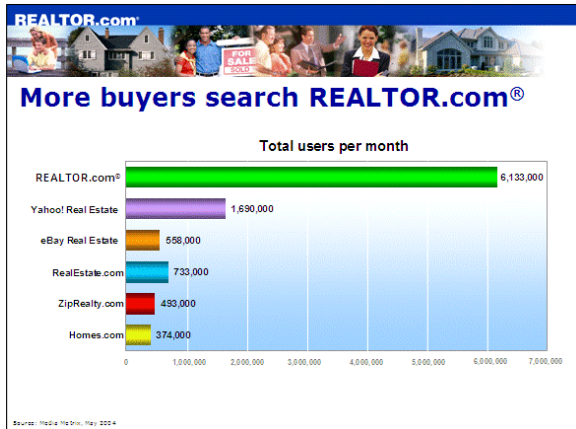 REALTOR.com®
FOR
SALE
SOLD
More buyers search REALTOR.com®
Total users per month
REALTOR.com® 6,133,000
Yahoo! Real Estate 1,690,000
eBay Real Estate 558,000
RealEstate.com 733,000
ZipRealty.com 493,000
Homes.com 374,000
0 1,000,000 2,000,000 3,000,000 4,000,000 5,000,000 6,000,000 7,000,000
Source: Media Metrix, May 2004